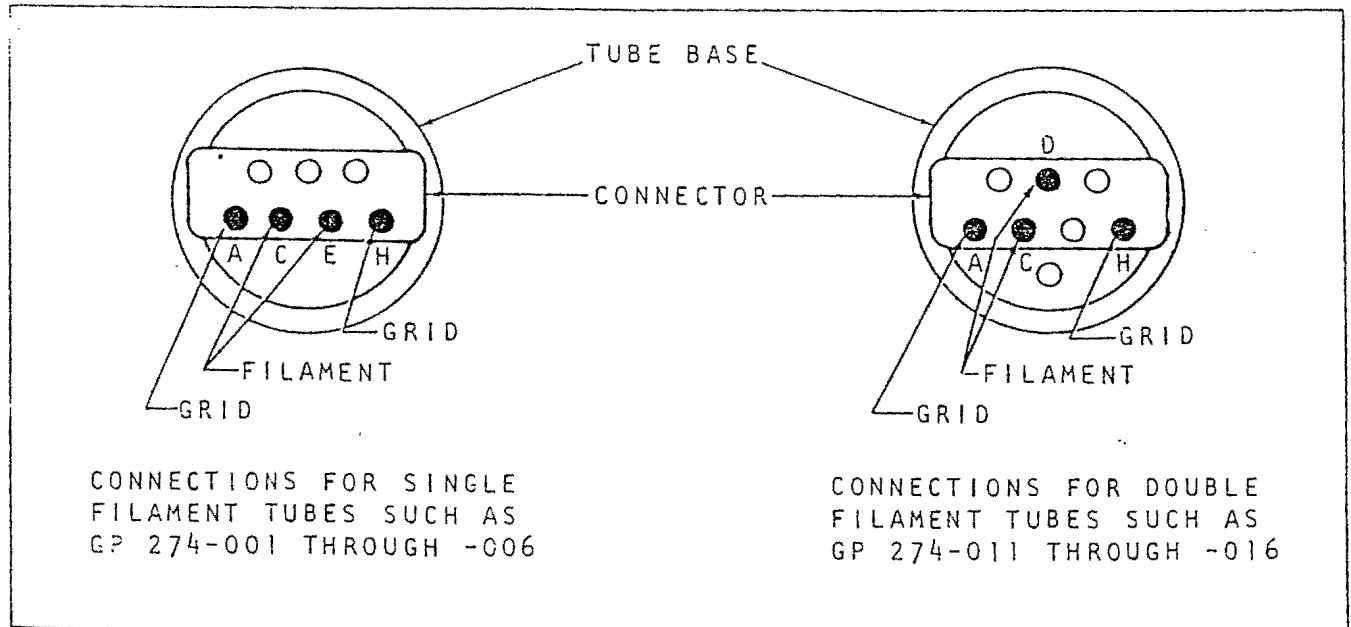 TUBE BASE
D
CONNECTOR
A C E H
A C H
GRID
GRID
FILAMENT
FILAMENT
GRID
GRID
CONNECTIONS FOR SINGLE
FILAMENT TUBES SUCH AS
GP 274-001 THROUGH -006
CONNECTIONS FOR DOUBLE
FILAMENT TUBES SUCH AS
GP 274-011 THROUGH -016